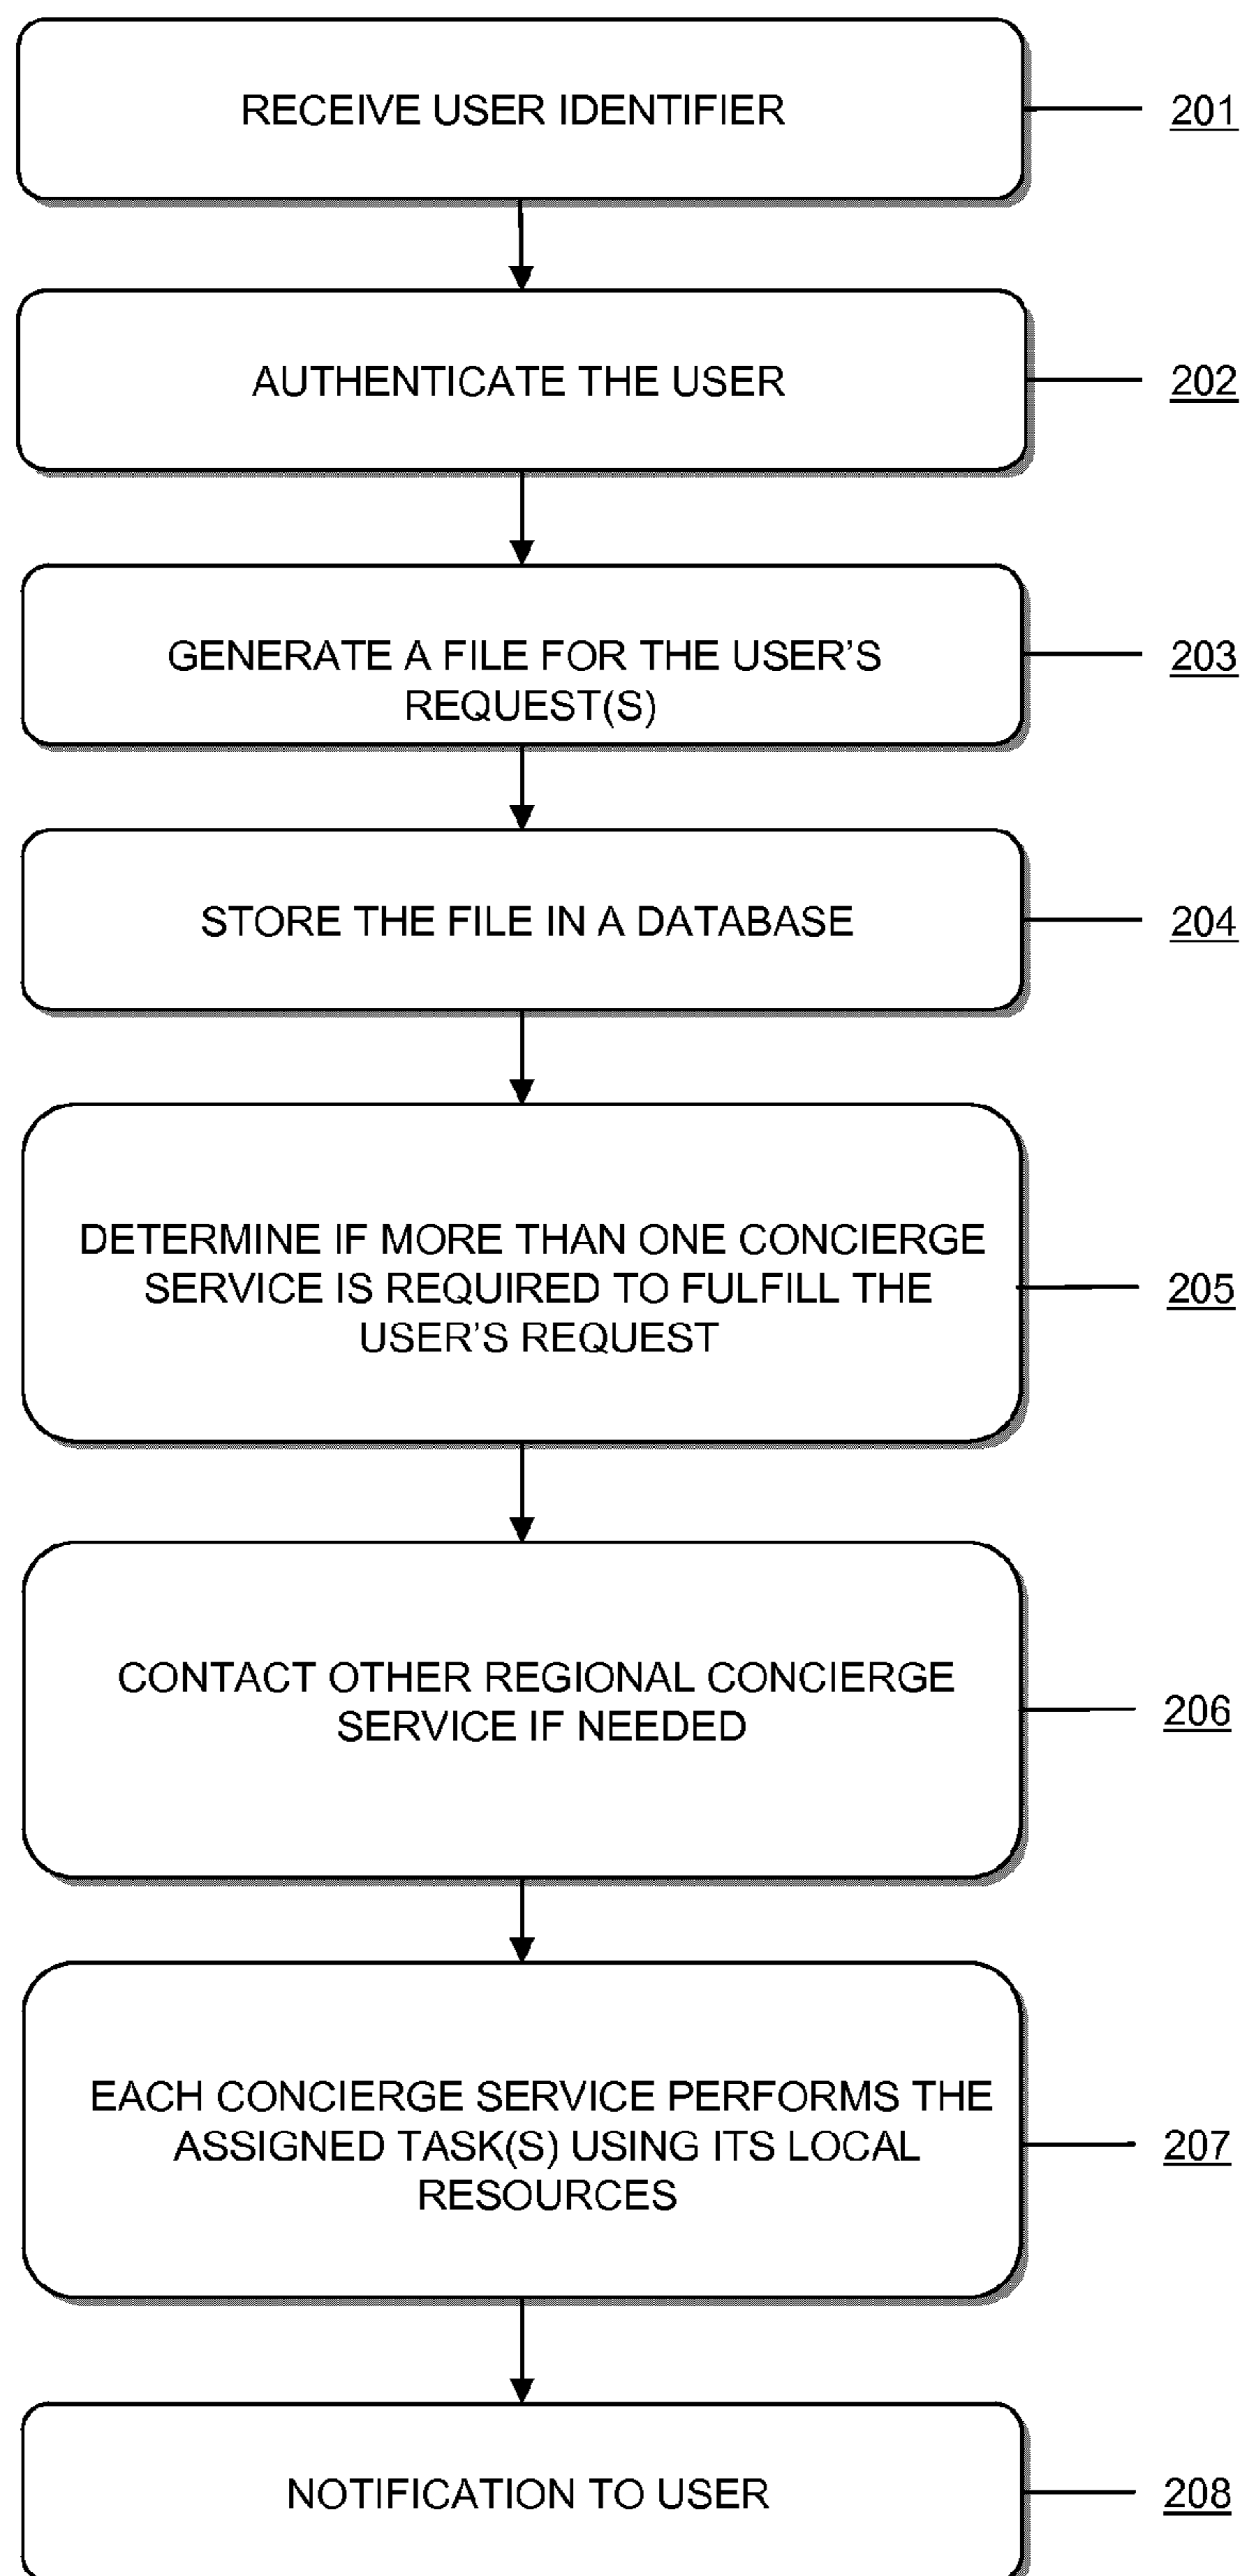 RECEIVE USER IDENTIFIER
201
AUTHENTICATE THE USER
202
GENERATE A FILE FOR THE USER'S
REQUEST(S)
203
STORE THE FILE IN A DATABASE
204
DETERMINE IF MORE THAN ONE CONCIERGE
SERVICE IS REQUIRED TO FULFILL THE
USER'S REQUEST
205
CONTACT OTHER REGIONAL CONCIERGE
SERVICE IF NEEDED
206
EACH CONCIERGE SERVICE PERFORMS THE
ASSIGNED TASK(S) USING ITS LOCAL
RESOURCES
207
NOTIFICATION TO USER
208